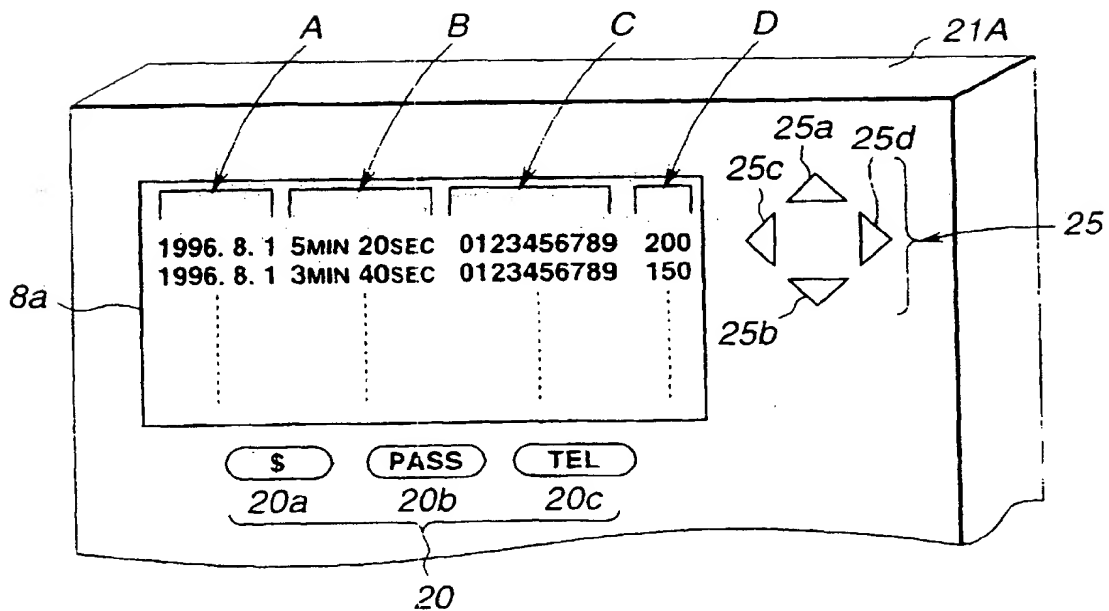 A B C D 21A
25a 25d
25c
25
1996. 8. 1 5MIN 20SEC 0123456789 200
1996. 8. 1 3MIN 40SEC 0123456789 150
8a
25b
$ PASS TEL
20a 20b 20c
20